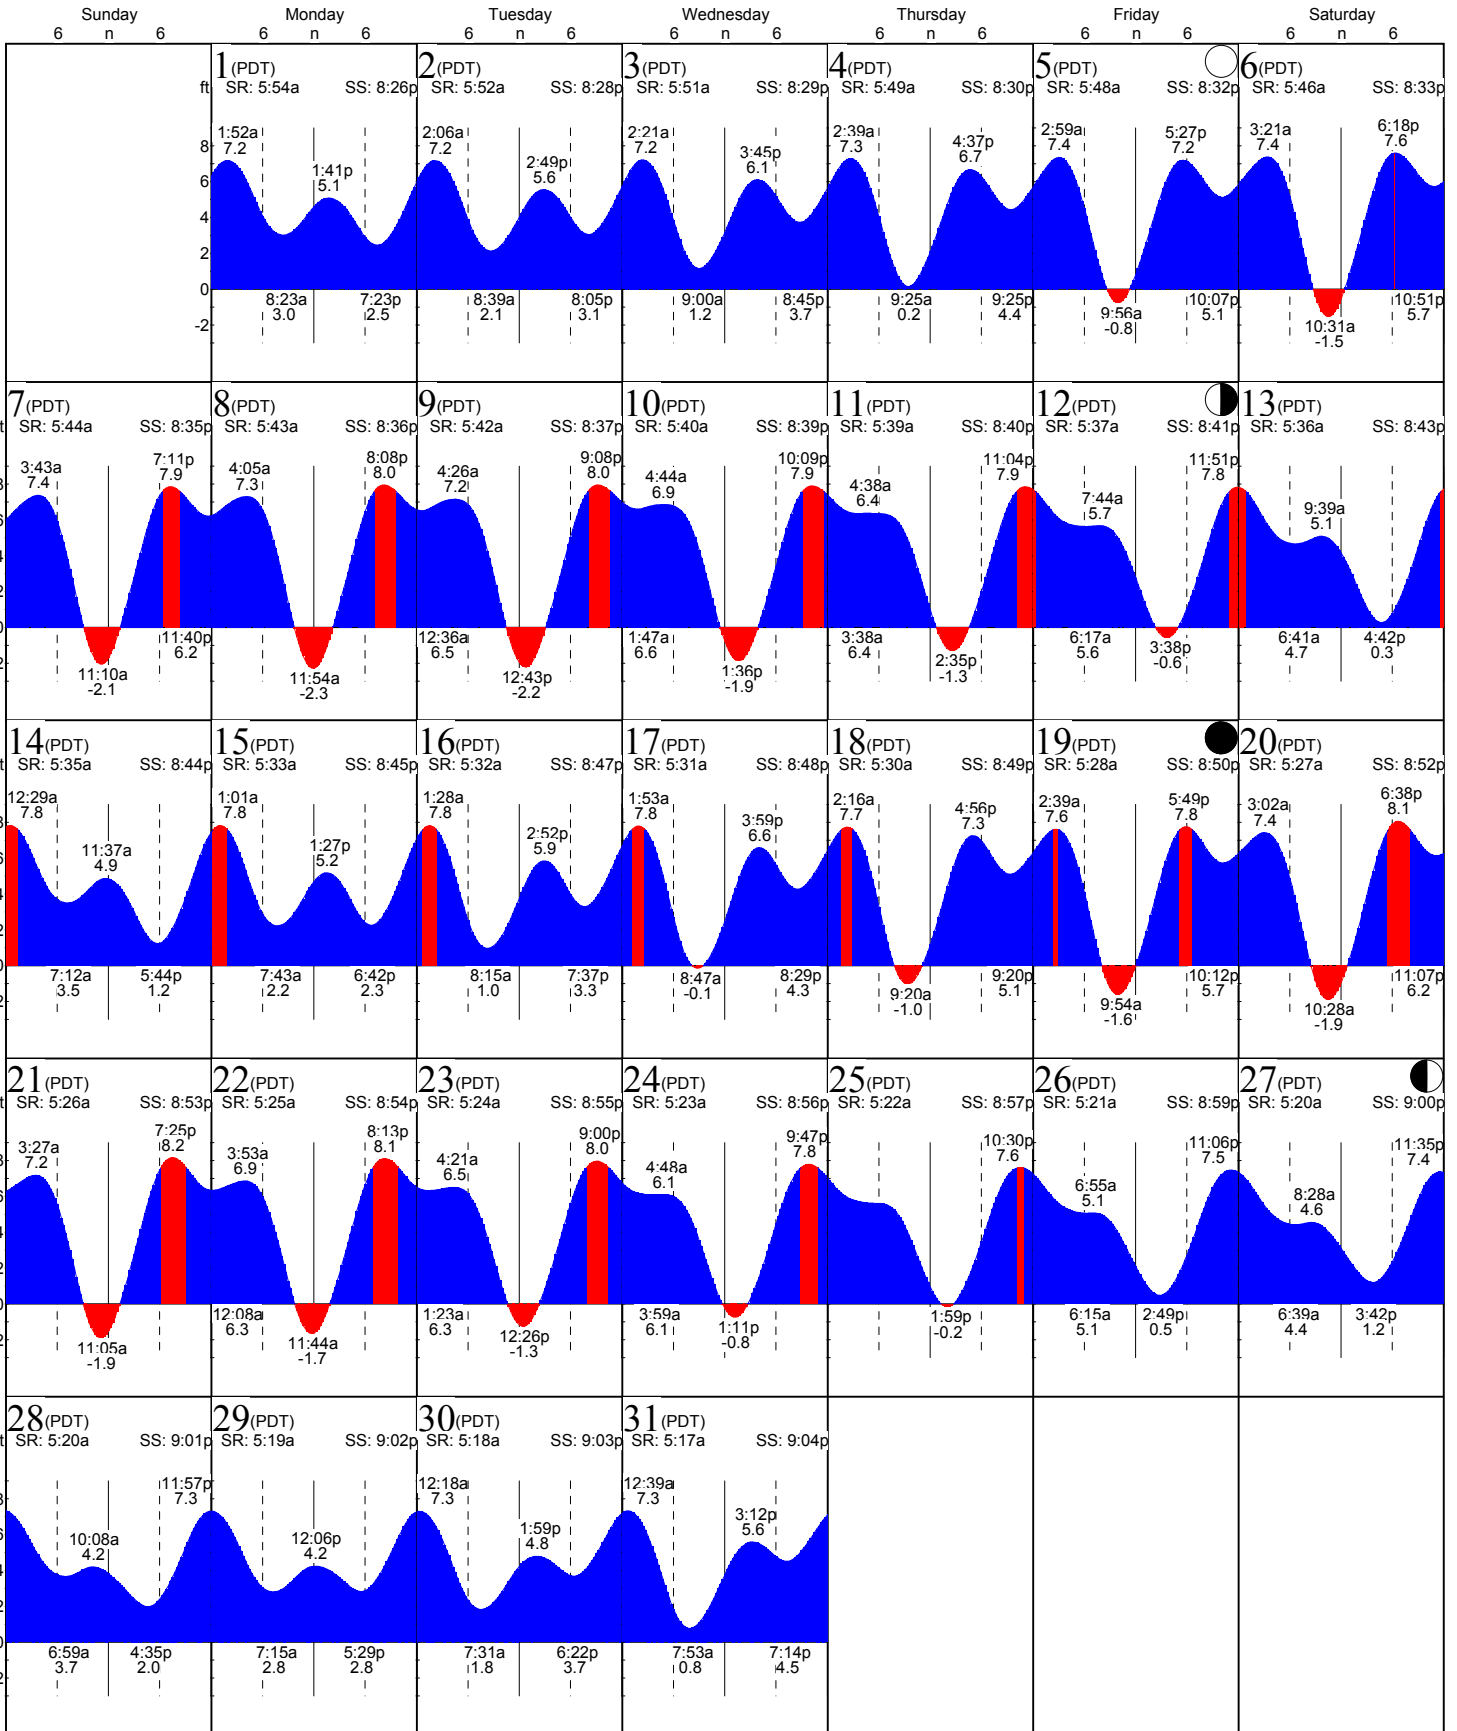 Sunday Monday Tuesday Wednesday Thursday Friday Saturday
6 n 6 6 n 6 6 n 6 6 n 6 6 n 6 6 n 6 6 n 6
1(PDT) 2(PDT) 3(PDT) 4(PDT) 5(PDT) 6(PDT)
ft SR: 5:54a SS: 8:26p SR: 5:52a SS: 8:28p SR: 5:51a SS: 8:29p SR: 5:49a SS: 8:30p SR: 5:48a SS: 8:32p SR: 5:46a SS: 8:33p
8
6
4
2
0
-2
1:52a
7.2
1:41p
5.1
8:23a
3.0
7:23p
2.5
2:06a
7.2
2:49p
5.6
8:39a
2.1
8:05p
3.1
2:21a
7.2
3:45p
6.1
9:00a
1.2
8:45p
3.7
2:39a
7.3
4:37p
6.7
9:25a
0.2
9:25p
4.4
2:59a
7.4
5:27p
7.2
9:56a
-0.8
10:07p
5.1
3:21a
7.4
6:18p
7.6
10:31a
-1.5
10:51p
5.7
7(PDT) 8(PDT) 9(PDT) 10(PDT) 11(PDT) 12(PDT) 13(PDT)
SR: 5:44a SS: 8:35p SR: 5:43a SS: 8:36p SR: 5:42a SS: 8:37p SR: 5:40a SS: 8:39p SR: 5:39a SS: 8:40p SR: 5:37a SS: 8:41p SR: 5:36a SS: 8:43p
3:43a
7.4
7:11p
7.9
11:10a
-2.1
11:40p
6.2
4:05a
7.3
8:08p
8.0
11:54a
-2.3
4:26a
7.2
9:08p
8.0
12:36a
6.5
12:43p
-2.2
4:44a
6.9
10:09p
7.9
1:47a
6.6
1:36p
-1.9
4:38a
6.4
11:04p
7.9
3:38a
6.4
2:35p
-1.3
7:44a
5.7
11:51p
7.8
6:17a
5.6
3:38p
-0.6
9:39a
5.1
6:41a
4.7
4:42p
0.3
14(PDT) 15(PDT) 16(PDT) 17(PDT) 18(PDT) 19(PDT) 20(PDT)
SR: 5:35a SS: 8:44p SR: 5:33a SS: 8:45p SR: 5:32a SS: 8:47p SR: 5:31a SS: 8:48p SR: 5:30a SS: 8:49p SR: 5:28a SS: 8:50p SR: 5:27a SS: 8:52p
12:29a
7.8
11:37a
4.9
7:12a
3.5
5:44p
1.2
1:01a
7.8
1:27p
5.2
7:43a
2.2
6:42p
2.3
1:28a
7.8
2:52p
5.9
8:15a
1.0
7:37p
3.3
1:53a
7.8
3:59p
6.6
8:47a
-0.1
8:29p
4.3
2:16a
7.7
4:56p
7.3
9:20a
-1.0
9:20p
5.1
2:39a
7.6
5:49p
7.8
9:54a
-1.6
10:12p
5.7
3:02a
7.4
6:38p
8.1
10:28a
-1.9
11:07p
6.2
21(PDT) 22(PDT) 23(PDT) 24(PDT) 25(PDT) 26(PDT) 27(PDT)
SR: 5:26a SS: 8:53p SR: 5:25a SS: 8:54p SR: 5:24a SS: 8:55p SR: 5:23a SS: 8:56p SR: 5:22a SS: 8:57p SR: 5:21a SS: 8:59p SR: 5:20a SS: 9:00p
3:27a
7.2
7:25p
8.2
11:05a
-1.9
3:53a
6.9
8:13p
8.1
12:08a
6.3
11:44a
-1.7
4:21a
6.5
9:00p
8.0
1:23a
6.3
12:26p
-1.3
4:48a
6.1
9:47p
7.8
3:59a
6.1
1:11p
-0.8
10:30p
7.6
1:59p
-0.2
6:55a
5.1
11:06p
7.5
6:15a
5.1
2:49p
0.5
8:28a
4.6
11:35p
7.4
6:39a
4.4
3:42p
1.2
28(PDT) 29(PDT) 30(PDT) 31(PDT)
SR: 5:20a SS: 9:01p SR: 5:19a SS: 9:02p SR: 5:18a SS: 9:03p SR: 5:17a SS: 9:04p
10:08a
4.2
11:57p
7.3
6:59a
3.7
4:35p
2.0
12:06p
4.2
7:15a
2.8
5:29p
2.8
12:18a
7.3
1:59p
4.8
7:31a
1.8
6:22p
3.7
12:39a
7.3
3:12p
5.6
7:53a
0.8
7:14p
4.5